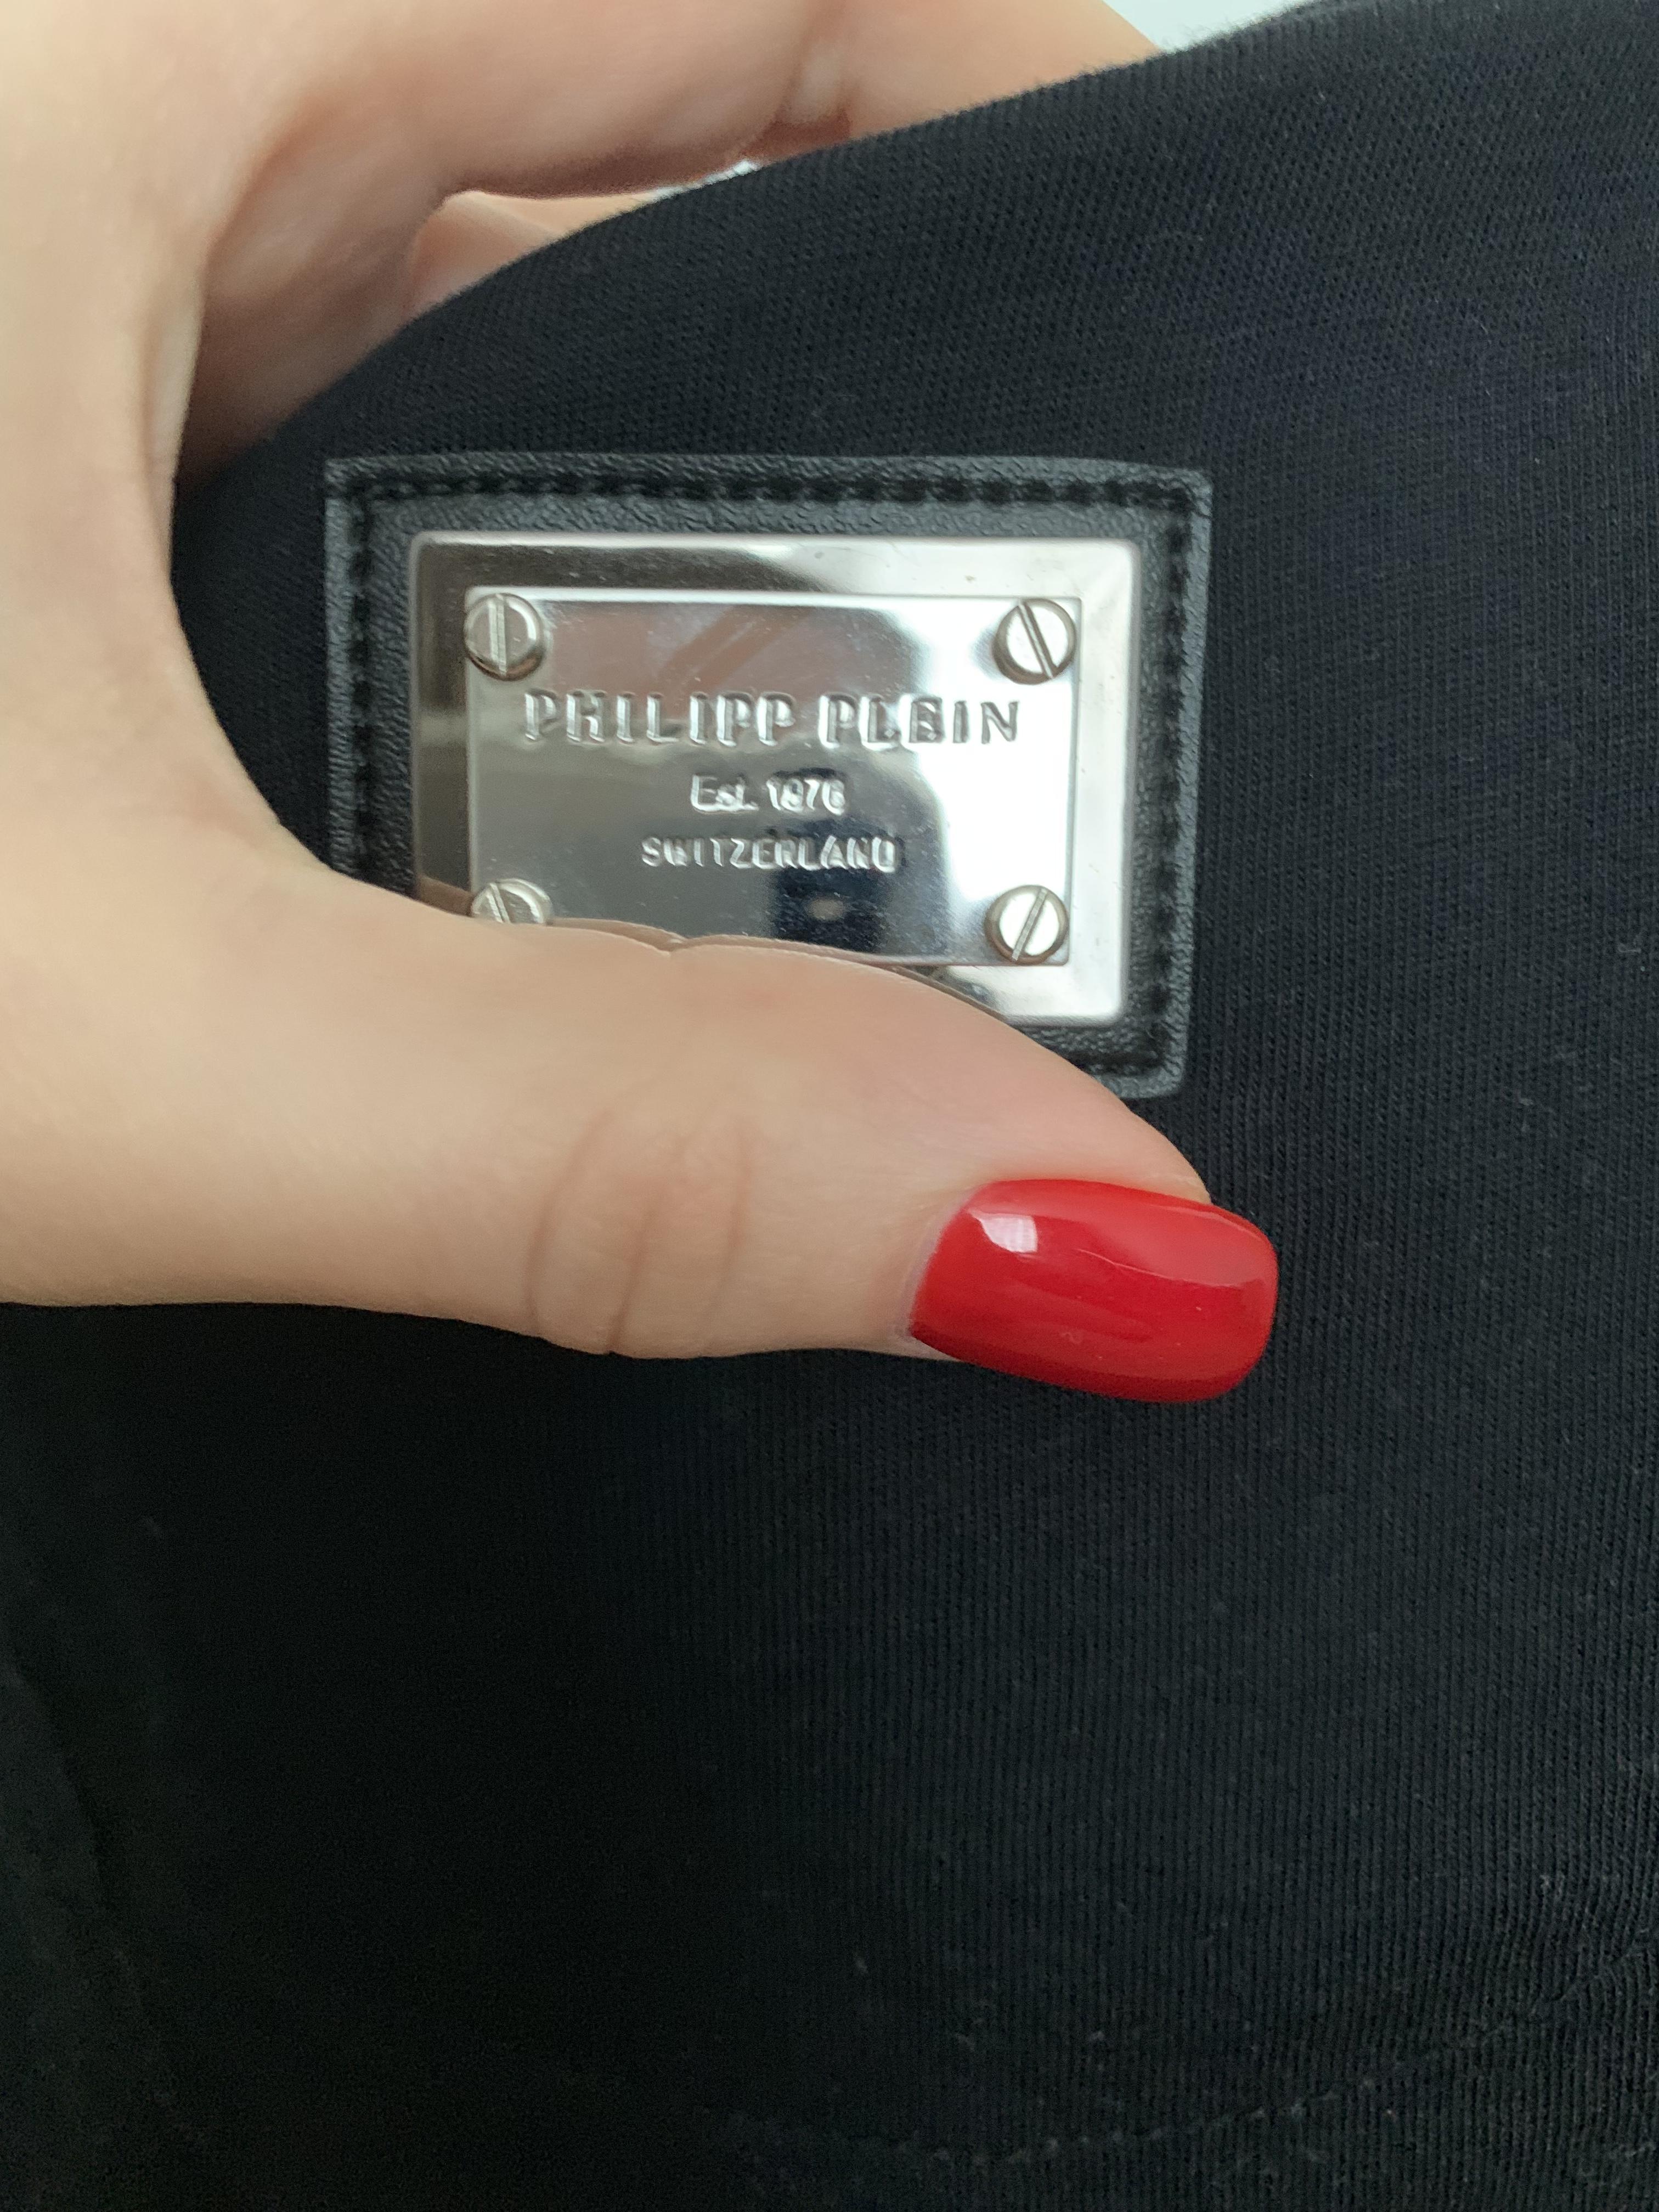 PHILIPP PLEIN
Est. 1978
SWITZERLAND